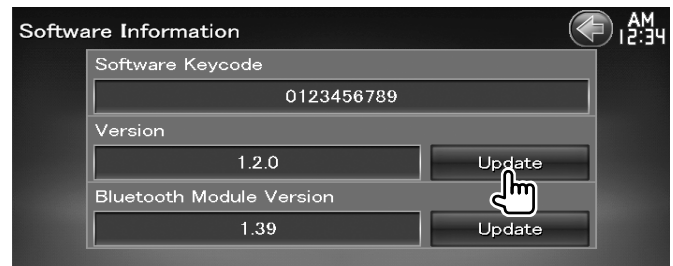 Software Information
AM
12:34
Software Keycode
0123456789
Version
1.2.0 Update
Bluetooth Module Version
1.39 Update